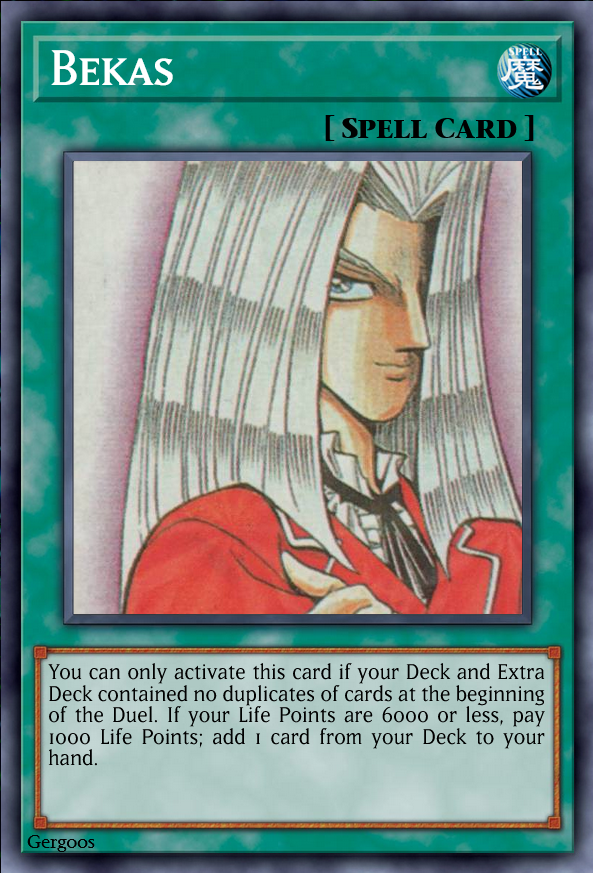 Bekas
SPELL
魔
[ Spell Card ]
You can only activate this card if your Deck and Extra
Deck contained no duplicates of cards at the beginning
of the Duel. If your Life Points are 6000 or less, pay
1000 Life Points; add 1 card from your Deck to your
hand.
Gergoos